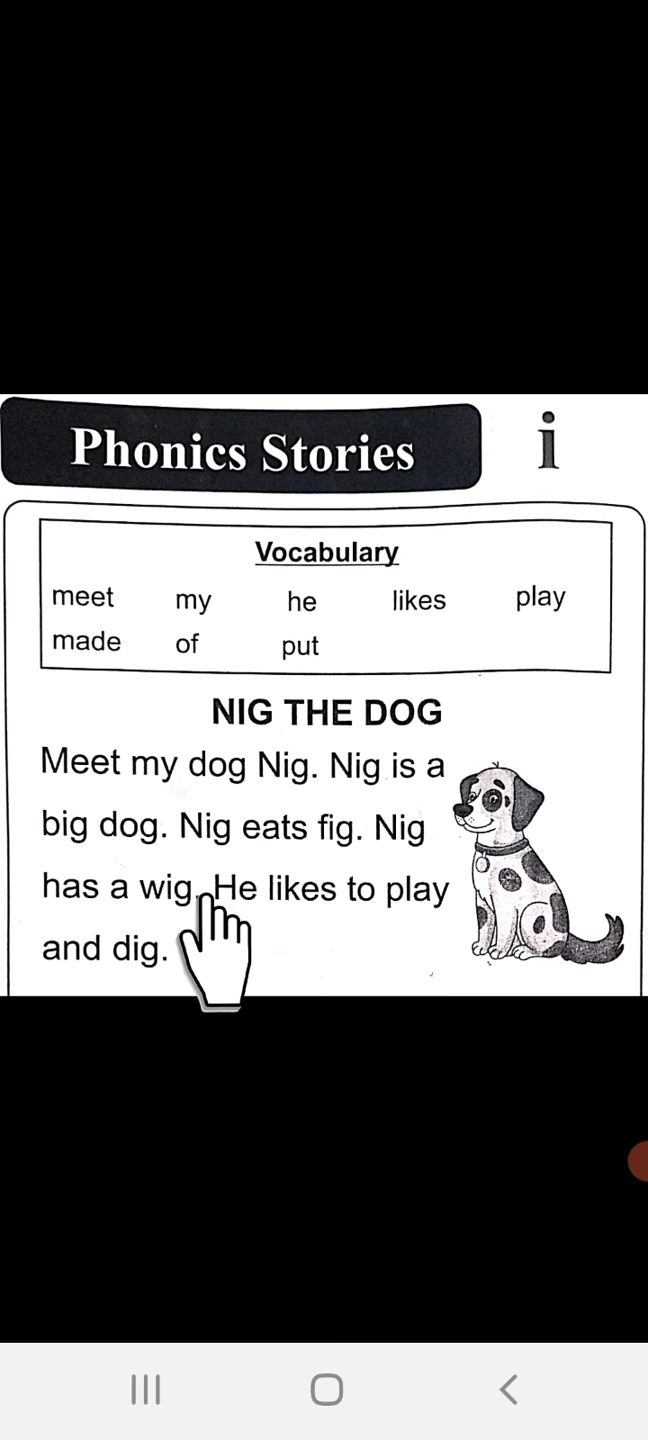 Phonics Stories i
Vocabulary
meet my he likes play
made of put
NIG THE DOG
Meet my dog Nig. Nig is a
big dog. Nig eats fig. Nig
has a wig. He likes to play
and dig.